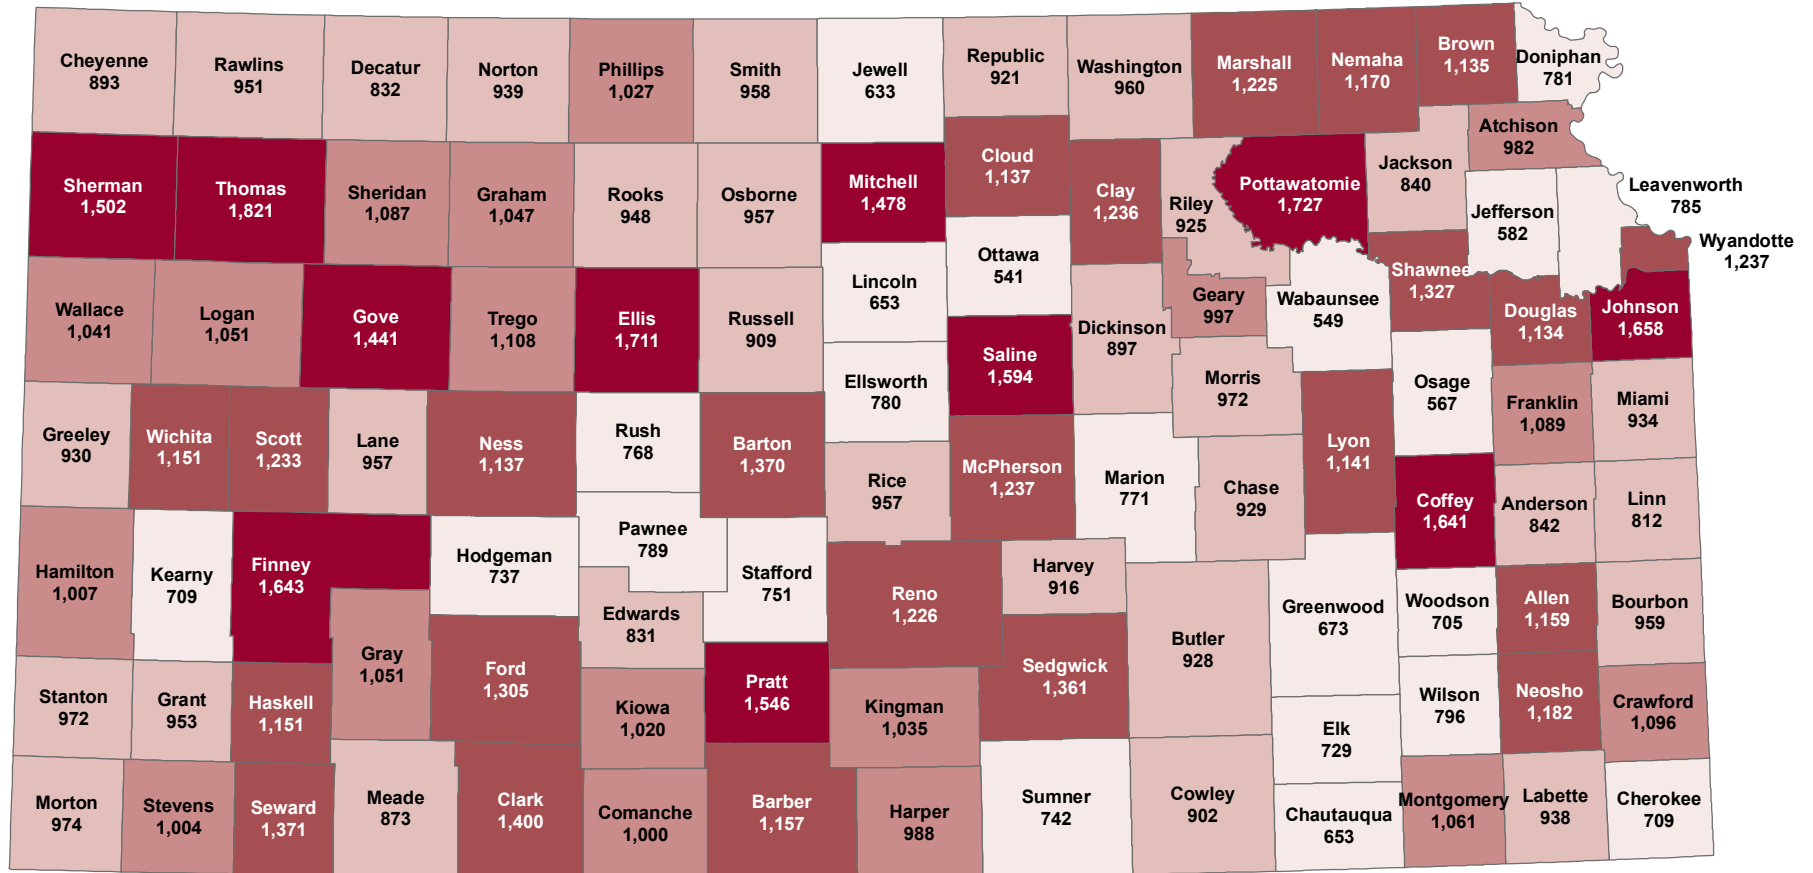 Cheyenne
893
Rawlins
951
Decatur
832
Norton
939
Phillips
1,027
Smith
958
Jewell
633
Republic
921
Washington
960
Marshall
1,225
Nemaha
1,170
Brown
1,135
Doniphan
781
Sherman
1,502
Thomas
1,821
Sheridan
1,087
Graham
1,047
Rooks
948
Osborne
957
Mitchell
1,478
Cloud
1,137
Clay
1,236
Riley
925
Pottawatomie
1,727
Jackson
840
Atchison
982
Jefferson
582
Leavenworth
785
Wyandotte
1,237
Wallace
1,041
Logan
1,051
Gove
1,441
Trego
1,108
Ellis
1,711
Russell
909
Lincoln
653
Ottawa
541
Saline
1,594
Dickinson
897
Geary
997
Wabaunsee
549
Shawnee
1,327
Douglas
1,134
Johnson
1,658
Ellsworth
780
Morris
972
Osage
567
Franklin
1,089
Miami
934
Greeley
930
Wichita
1,151
Scott
1,233
Lane
957
Ness
1,137
Rush
768
Barton
1,370
Rice
957
McPherson
1,237
Marion
771
Chase
929
Lyon
1,141
Coffey
1,641
Anderson
842
Linn
812
Hamilton
1,007
Kearny
709
Finney
1,643
Hodgeman
737
Pawnee
789
Stafford
751
Edwards
831
Reno
1,226
Harvey
916
Butler
928
Greenwood
673
Woodson
705
Allen
1,159
Bourbon
959
Gray
1,051
Ford
1,305
Stanton
972
Grant
953
Haskell
1,151
Kiowa
1,020
Pratt
1,546
Kingman
1,035
Sedgwick
1,361
Elk
729
Wilson
796
Neosho
1,182
Crawford
1,096
Morton
974
Stevens
1,004
Seward
1,371
Meade
873
Clark
1,400
Comanche
1,000
Barber
1,157
Harper
988
Sumner
742
Cowley
902
Chautauqua
653
Montgomery
1,061
Labette
938
Cherokee
709